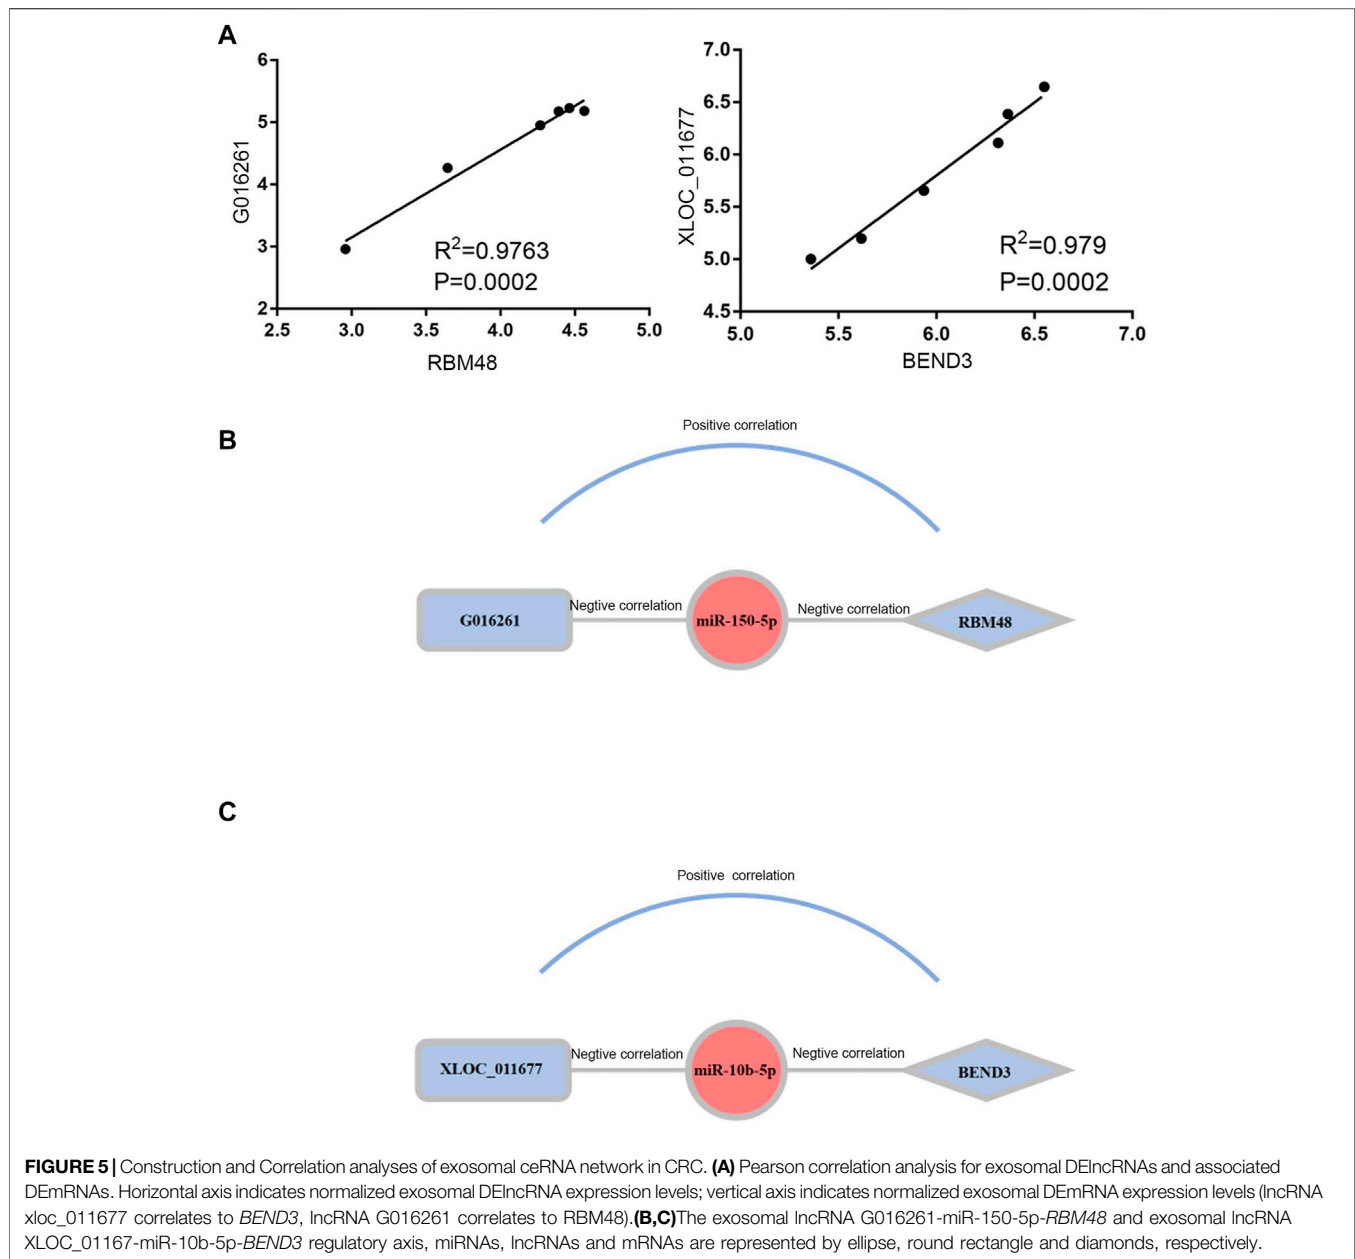 A
6
5
4
3
2
G016261
R2=0.9763
P=0.0002
2.5 3.0 3.5 4.0 4.5 5.0
RBM48
7.0
6.5
6.0
5.5
5.0
4.5
XLOC_011677
R2=0.979
P=0.0002
5.0 5.5 6.0 6.5 7.0
BEND3
B
Positive correlation
G016261
Negtive correlation
miR-150-5p
Negtive correlation
RBM48
C
Positive correlation
XLOC_011677
Negtive correlation
miR-10b-5p
Negtive correlation
BEND3
FIGURE 5 | Construction and Correlation analyses of exosomal ceRNA network in CRC. (A) Pearson correlation analysis for exosomal DElncRNAs and associated
DEmRNAs. Horizontal axis indicates normalized exosomal DElncRNA expression levels; vertical axis indicates normalized exosomal DEmRNA expression levels (lncRNA
xloc_011677 correlates to BEND3, lncRNA G016261 correlates to RBM48).(B,C)The exosomal lncRNA G016261-miR-150-5p-RBM48 and exosomal lncRNA
XLOC_01167-miR-10b-5p-BEND3 regulatory axis, miRNAs, lncRNAs and mRNAs are represented by ellipse, round rectangle and diamonds, respectively.